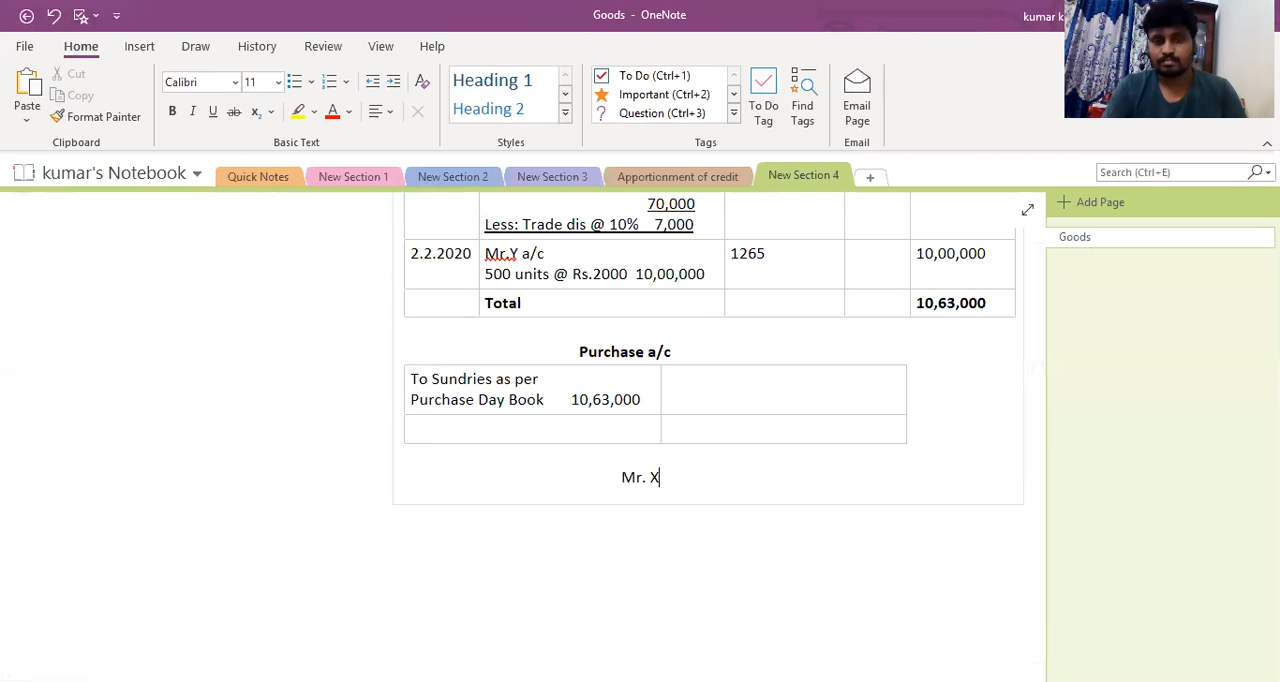 Goods - OneNote
kumar k
File Home Insert Draw History Review View Help
Paste
Cut
Copy
Format Painter
Clipboard
Calibri 11
B I U ab x₂ A
Basic Text
Heading 1
Heading 2
Styles
To Do (Ctrl+1)
Important (Ctrl+2)
? Question (Ctrl+3)
To Do Tag
Find Tags
Tags
Email Page
Email
kumar's Notebook
Quick Notes New Section 1 New Section 2 New Section 3 Apportionment of credit New Section 4 +
Search (Ctrl+E)
Add Page
Goods
70,000
Less: Trade dis @ 10% 7,000
2.2.2020 Mr.Y a/c 1265 10,00,000
500 units @ Rs.2000 10,00,000
Total 10,63,000
Purchase a/c
To Sundries as per
Purchase Day Book 10,63,000
Mr. X